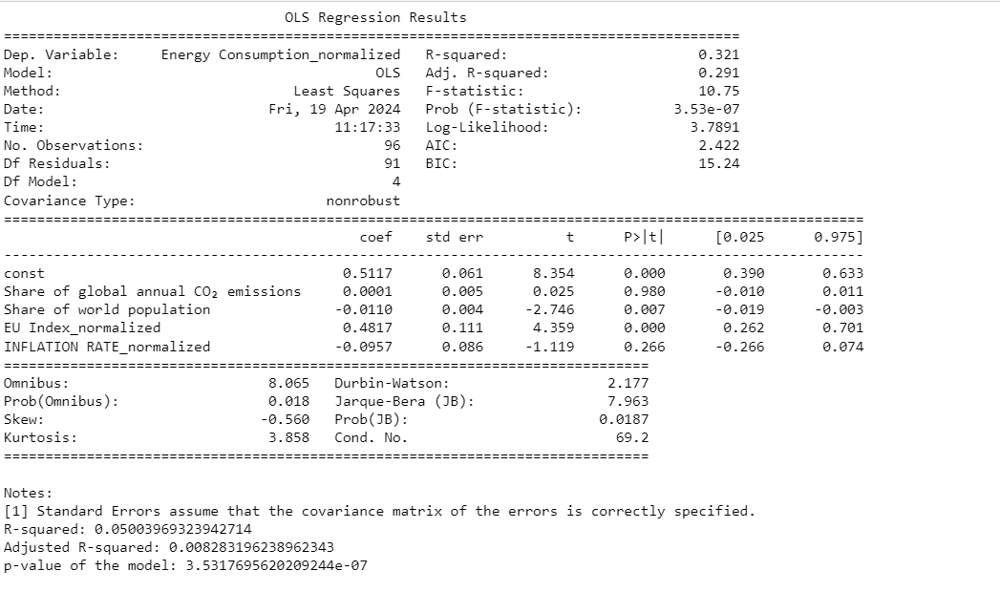 OLS Regression Results
==============================================================================
Dep. Variable: Energy Consumption_normalized R-squared: 0.321
Model: OLS Adj. R-squared: 0.291
Method: Least Squares F-statistic: 10.75
Date: Fri, 19 Apr 2024 Prob (F-statistic): 3.53e-07
Time: 11:17:33 Log-Likelihood: 3.7891
No. Observations: 96 AIC: 2.422
Df Residuals: 91 BIC: 15.24
Df Model: 4
Covariance Type: nonrobust
==============================================================================
coef std err t P>|t| [0.025 0.975]
------------------------------------------------------------------------------
const 0.5117 0.061 8.354 0.000 0.390 0.633
Share of global annual CO₂ emissions 0.0001 0.005 0.025 0.980 -0.010 0.011
Share of world population -0.0110 0.004 -2.746 0.007 -0.019 -0.003
EU Index_normalized 0.4817 0.111 4.359 0.000 0.262 0.701
INFLATION RATE_normalized -0.0957 0.086 -1.119 0.266 -0.266 0.074
==============================================================================
Omnibus: 8.065 Durbin-Watson: 2.177
Prob(Omnibus): 0.018 Jarque-Bera (JB): 7.963
Skew: -0.560 Prob(JB): 0.0187
Kurtosis: 3.858 Cond. No. 69.2
==============================================================================
Notes:
[1] Standard Errors assume that the covariance matrix of the errors is correctly specified.
R-squared: 0.05003969323942714
Adjusted R-squared: 0.008283196238962343
p-value of the model: 3.5317695620209244e-07